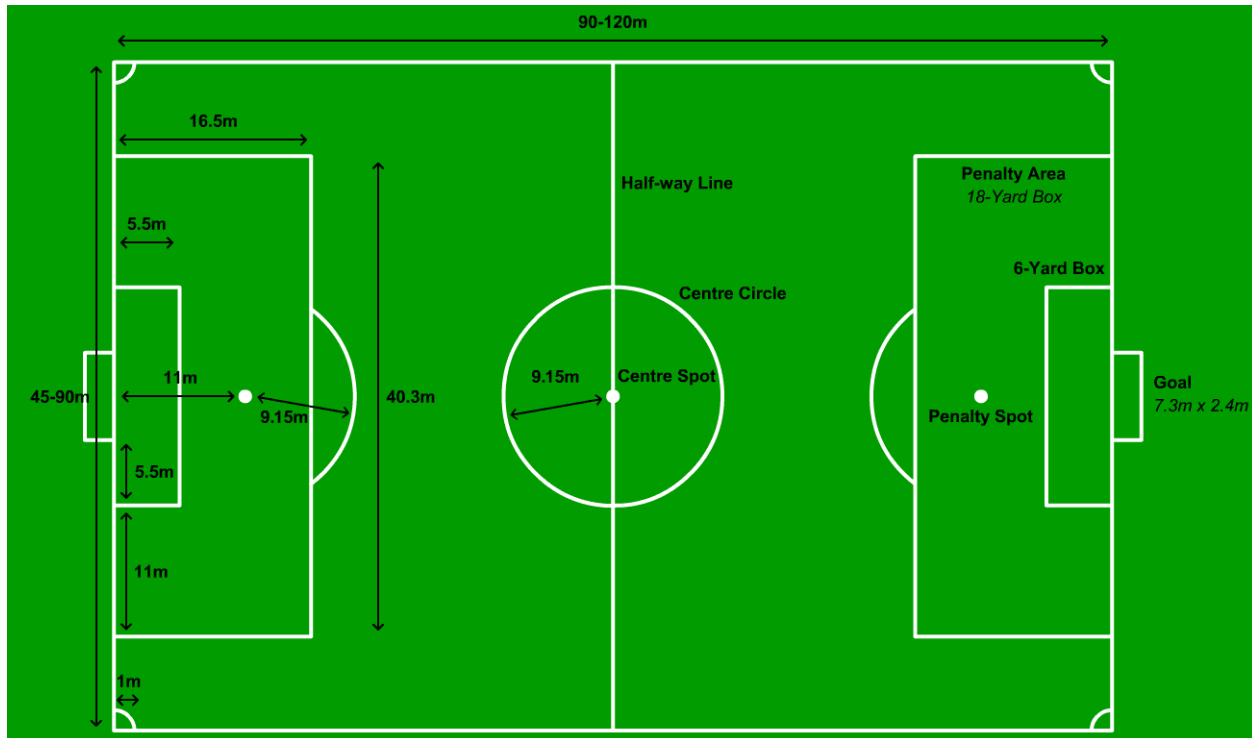 90-120m
16.5m
Half-way Line
Penalty Area
18-Yard Box
5.5m
6-Yard Box
Centre Circle
11m
9.15m
Centre Spot
Goal
45-90m
40.3m
7.3m x 2.4m
9.15m
Penalty Spot
5.5m
11m
1m